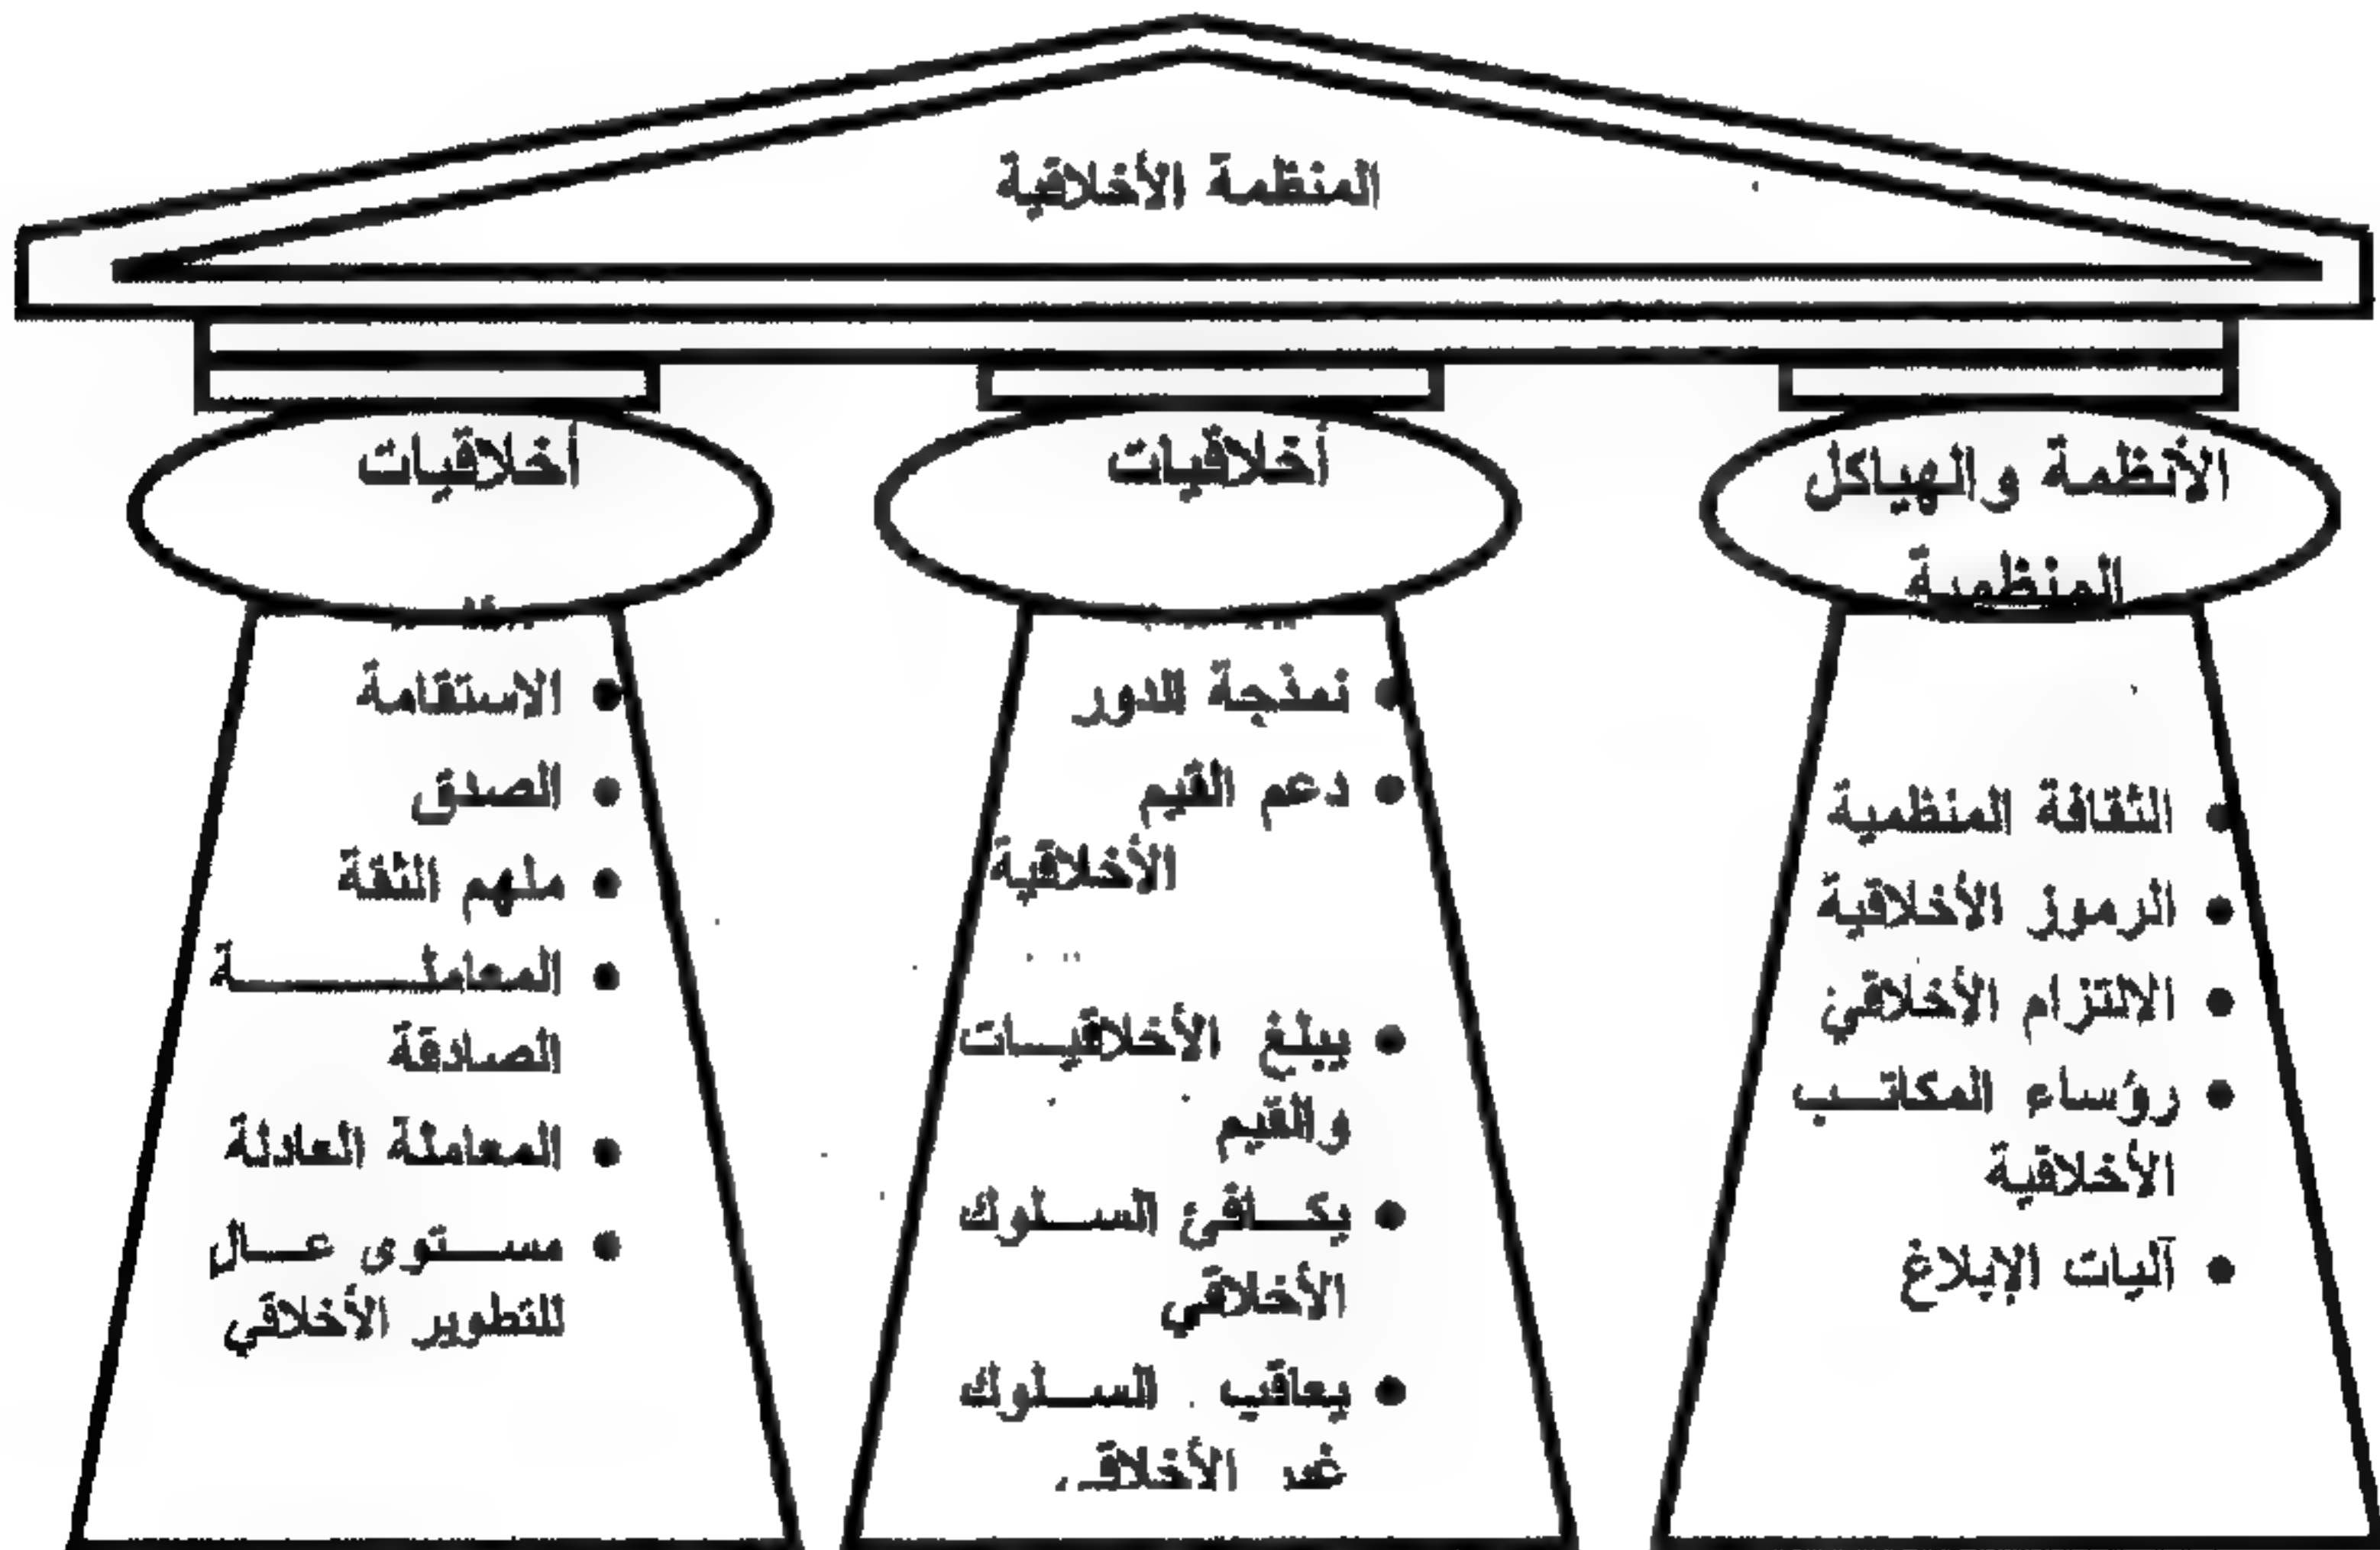 المنظمة الأخلاقية
الأنظمة والهياكل
المنظمية
• الثقافة المنظمية
• الرموز الأخلاقية
• الالتزام الأخلاقي
• رؤساء المكاتب
الأخلاقية
• آليات الإبلاغ
أخلاقيات
• نمذجة للدور
• دعم القيم
الأخلاقية
• يبلغ الأخلاقيات
والقيم
• يكافئ السلوك
الأخلاقي
• يعاقب السلوك
غير الأخلاقي
أخلاقيات
• الاستقامة
• الصدق
• ملهم الثقة
• المعاملة
الصادقة
• المعاملة العادلة
• مستوى عال
للتطوير الأخلاقي